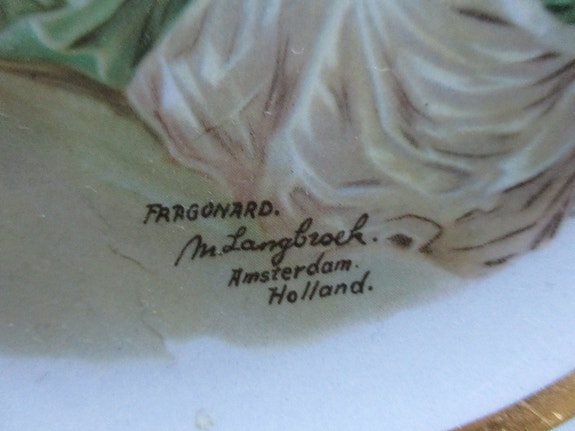 FRAGONARD.
M. Langbroek.
Amsterdam.
Holland.